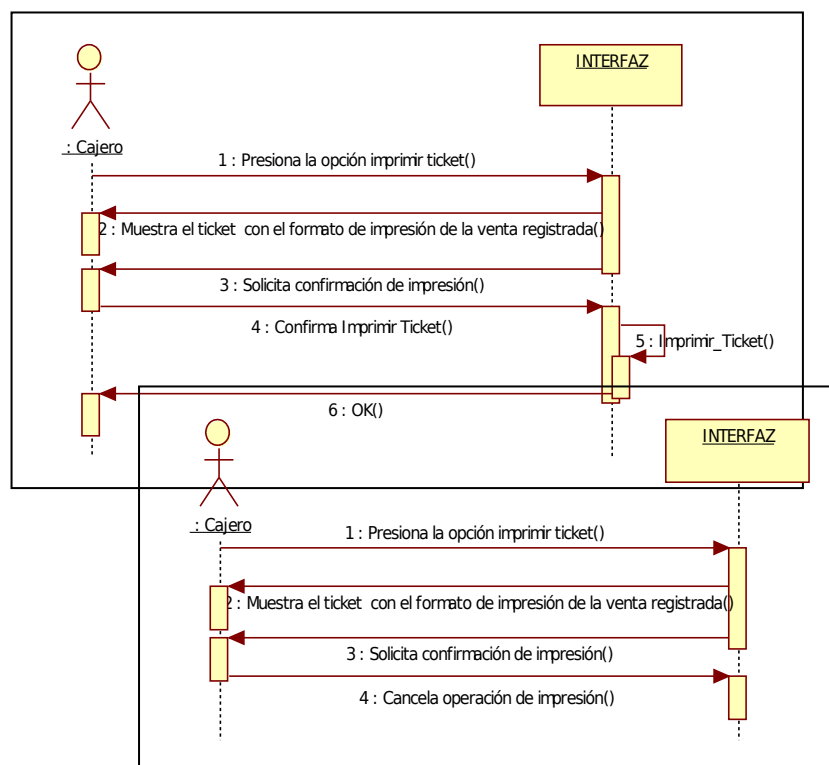 INTERFAZ
: Cajero
1 : Presiona la opción imprimir ticket()
2 : Muestra el ticket con el formato de impresión de la venta registrada()
3 : Solicita confirmación de impresión()
4 : Confirma Imprimir Ticket()
5 : Imprimir_Ticket()
6 : OK()
INTERFAZ
: Cajero
1 : Presiona la opción imprimir ticket()
2 : Muestra el ticket con el formato de impresión de la venta registrada()
3 : Solicita confirmación de impresión()
4 : Cancela operación de impresión()